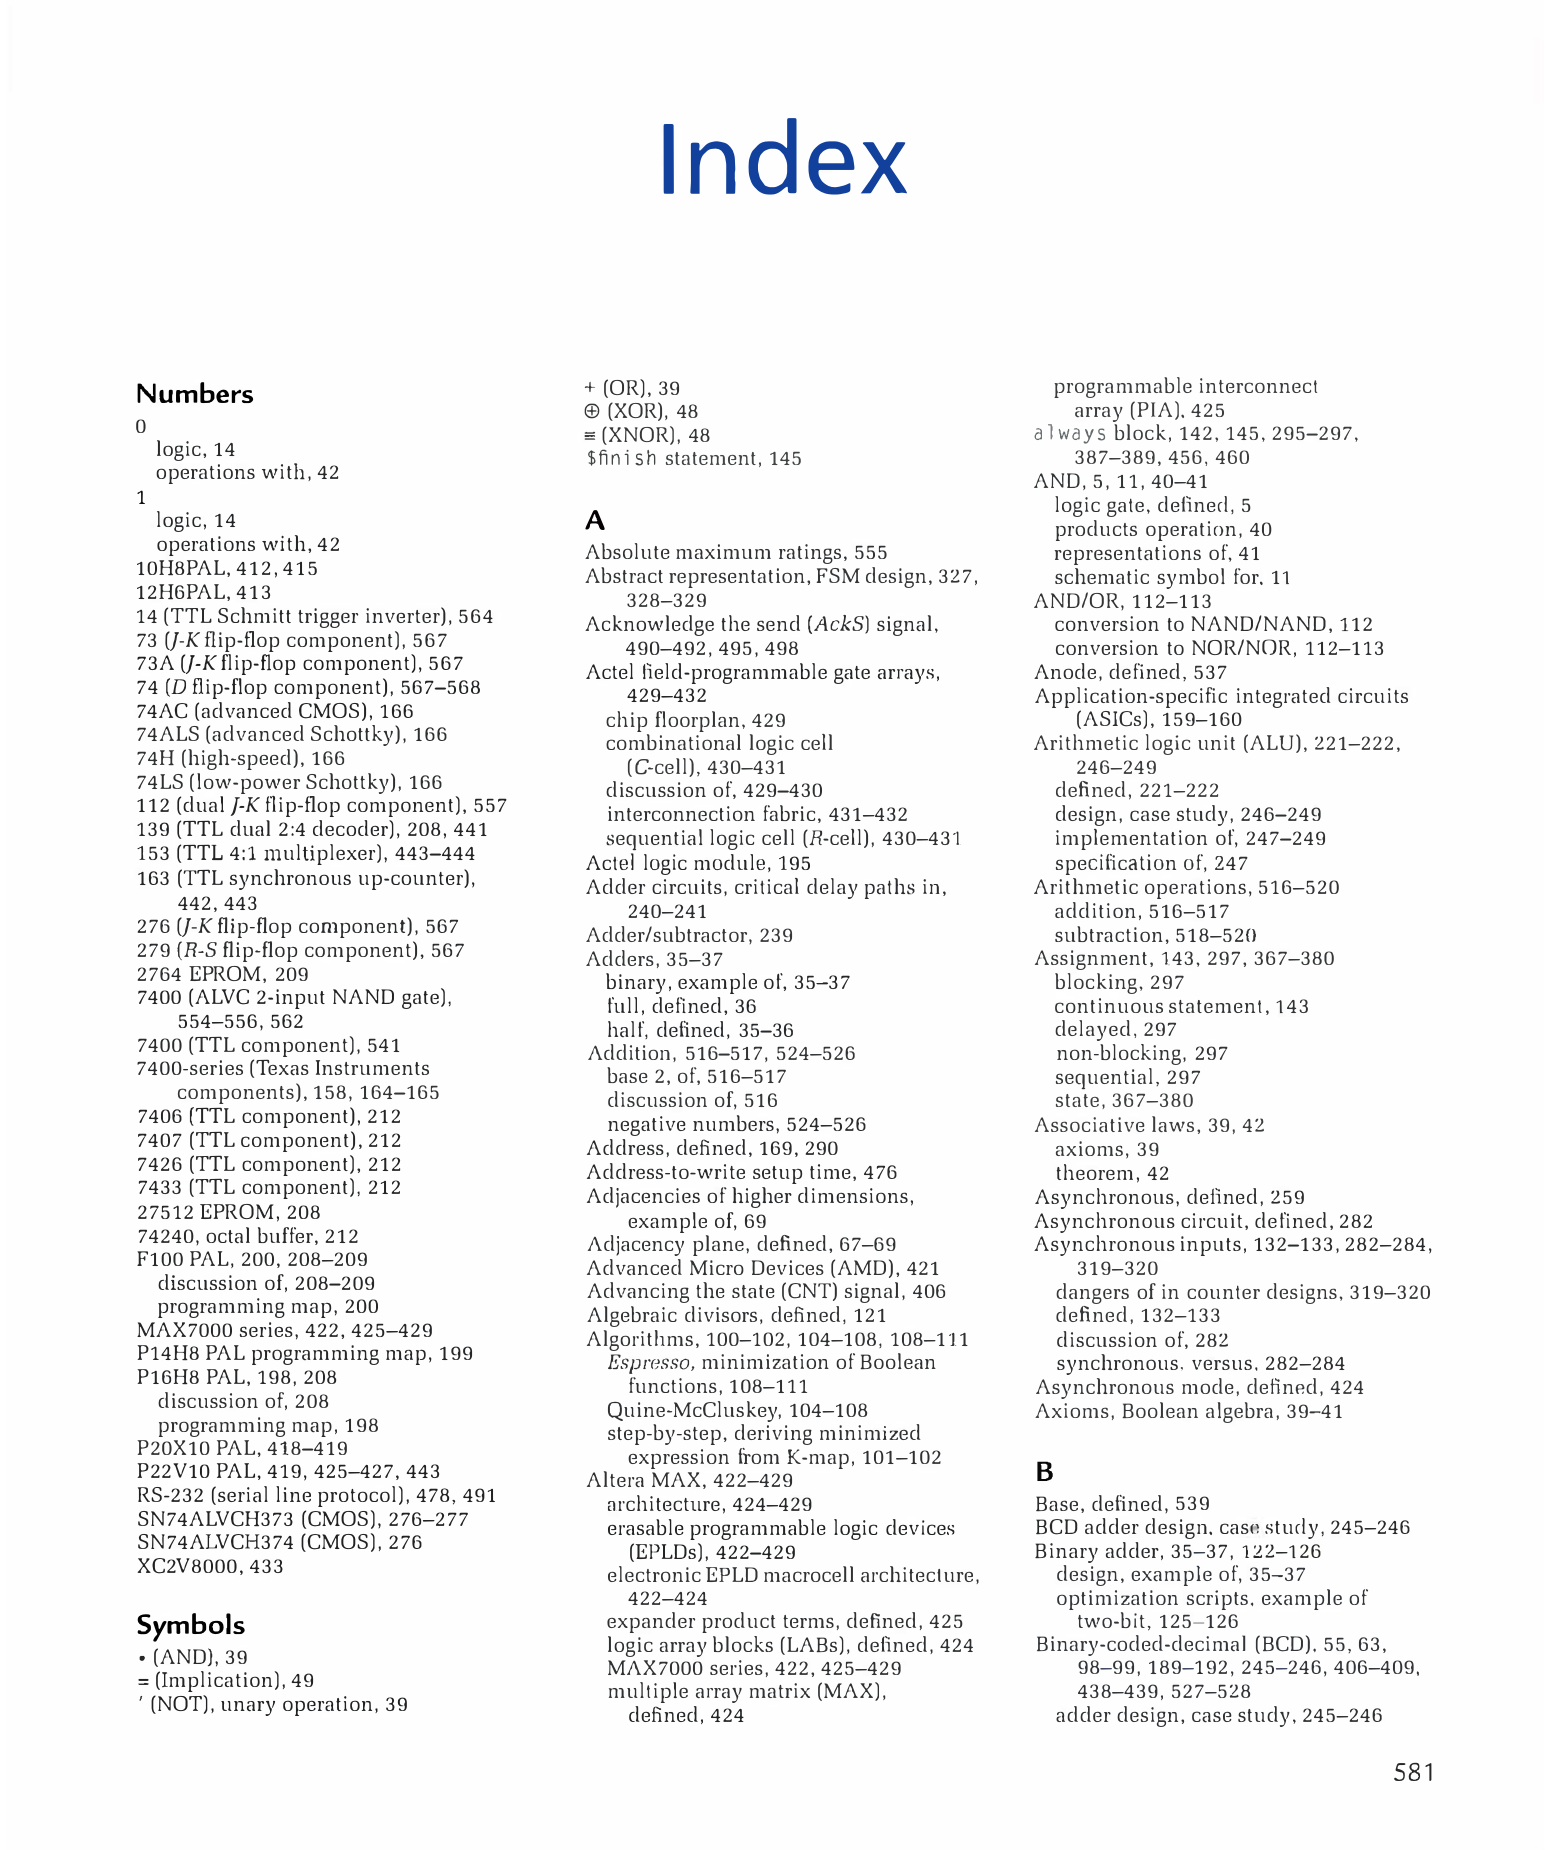 Index
Numbers
0
logic, 14
operations with, 42
1
logic, 14
operations with, 42
10H8PAL, 412, 415
12H6PAL, 413
14 (TTL Schmitt trigger inverter), 564
73 (J-K flip-flop component), 567
73A (J-K flip-flop component), 567
74 (D flip-flop component), 567–568
74AC (advanced CMOS), 166
74ALS (advanced Schottky), 166
74H (high-speed), 166
74LS (low-power Schottky), 166
112 (dual J-K flip-flop component), 557
139 (TTL dual 2:4 decoder), 208, 441
153 (TTL 4:1 multiplexer), 443–444
163 (TTL synchronous up-counter),
442, 443
276 (J-K flip-flop component), 567
279 (R-S flip-flop component), 567
2764 EPROM, 209
7400 (ALVC 2-input NAND gate),
554–556, 562
7400 (TTL component), 541
7400-series (Texas Instruments
components), 158, 164–165
7406 (TTL component), 212
7407 (TTL component), 212
7426 (TTL component), 212
7433 (TTL component), 212
27512 EPROM, 208
74240, octal buffer, 212
F100 PAL, 200, 208–209
discussion of, 208–209
programming map, 200
MAX7000 series, 422, 425–429
P14H8 PAL programming map, 199
P16H8 PAL, 198, 208
discussion of, 208
programming map, 198
P20X10 PAL, 418–419
P22V10 PAL, 419, 425–427, 443
RS-232 (serial line protocol), 478, 491
SN74ALVCH373 (CMOS), 276–277
SN74ALVCH374 (CMOS), 276
XC2V8000, 433
Symbols
• (AND), 39
= (Implication), 49
′ (NOT), unary operation, 39
+ (OR), 39
⊕ (XOR), 48
≡ (XNOR), 48
$finish statement, 145
A
Absolute maximum ratings, 555
Abstract representation, FSM design, 327,
328–329
Acknowledge the send (AckS) signal,
490–492, 495, 498
Actel field-programmable gate arrays,
429–432
chip floorplan, 429
combinational logic cell
(C-cell), 430–431
discussion of, 429–430
interconnection fabric, 431–432
sequential logic cell (R-cell), 430–431
Actel logic module, 195
Adder circuits, critical delay paths in,
240–241
Adder/subtractor, 239
Adders, 35–37
binary, example of, 35–37
full, defined, 36
half, defined, 35–36
Addition, 516–517, 524–526
base 2, of, 516–517
discussion of, 516
negative numbers, 524–526
Address, defined, 169, 290
Address-to-write setup time, 476
Adjacencies of higher dimensions,
example of, 69
Adjacency plane, defined, 67–69
Advanced Micro Devices (AMD), 421
Advancing the state (CNT) signal, 406
Algebraic divisors, defined, 121
Algorithms, 100–102, 104–108, 108–111
Espresso, minimization of Boolean
functions, 108–111
Quine-McCluskey, 104–108
step-by-step, deriving minimized
expression from K-map, 101–102
Altera MAX, 422–429
architecture, 424–429
erasable programmable logic devices
(EPLDs), 422–429
electronic EPLD macrocell architecture,
422–424
expander product terms, defined, 425
logic array blocks (LABs), defined, 424
MAX7000 series, 422, 425–429
multiple array matrix (MAX),
defined, 424
programmable interconnect
array (PIA), 425
always block, 142, 145, 295–297,
387–389, 456, 460
AND, 5, 11, 40–41
logic gate, defined, 5
products operation, 40
representations of, 41
schematic symbol for, 11
AND/OR, 112–113
conversion to NAND/NAND, 112
conversion to NOR/NOR, 112–113
Anode, defined, 537
Application-specific integrated circuits
(ASICs), 159–160
Arithmetic logic unit (ALU), 221–222,
246–249
defined, 221–222
design, case study, 246–249
implementation of, 247–249
specification of, 247
Arithmetic operations, 516–520
addition, 516–517
subtraction, 518–520
Assignment, 143, 297, 367–380
blocking, 297
continuous statement, 143
delayed, 297
non-blocking, 297
sequential, 297
state, 367–380
Associative laws, 39, 42
axioms, 39
theorem, 42
Asynchronous, defined, 259
Asynchronous circuit, defined, 282
Asynchronous inputs, 132–133, 282–284,
319–320
dangers of in counter designs, 319–320
defined, 132–133
discussion of, 282
synchronous, versus, 282–284
Asynchronous mode, defined, 424
Axioms, Boolean algebra, 39–41
B
Base, defined, 539
BCD adder design, case study, 245–246
Binary adder, 35–37, 122–126
design, example of, 35–37
optimization scripts, example of
two-bit, 125–126
Binary-coded-decimal (BCD), 55, 63,
98–99, 189–192, 245–246, 406–409,
438–439, 527–528
adder design, case study, 245–246
581